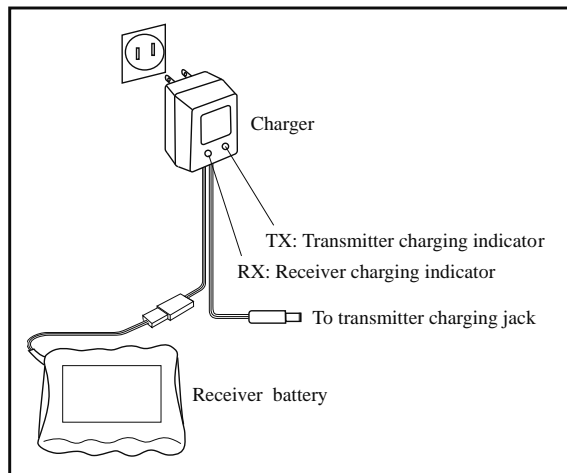 Charger
TX: Transmitter charging indicator
RX: Receiver charging indicator
To transmitter charging jack
Receiver battery